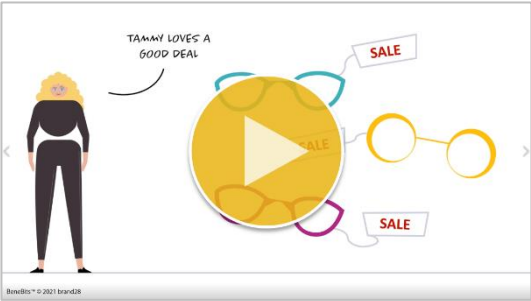 TAMMY LOVES A
GOOD DEAL
SALE
SALE
SALE
BeneBits™ © 2021 brand28